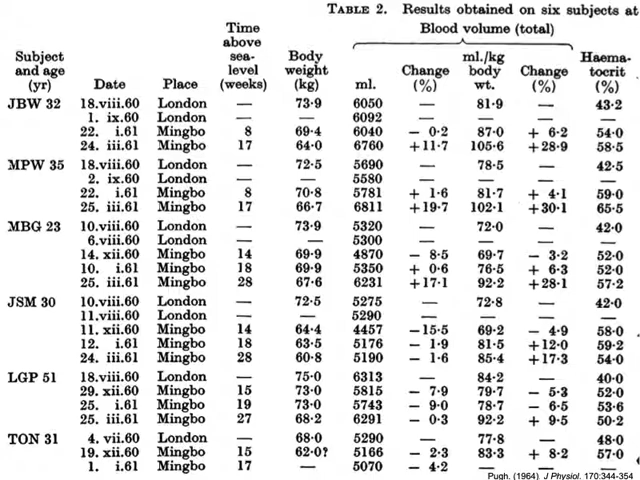 TABLE 2. Results obtained on six subjects at
Time Blood volume (total)
above
Subject sea- ml./kg Haema-
and age level Body Change body Change tocrit
(yr) Date Place (weeks) weight (kg) ml. (%) wt. (%) (%)
JBW 32 18.viii.60 London — 73·9 6050 — 81·9 — 43·2
1. ix.60 London — — 6092 — — — —
22. i.61 Mingbo 8 69·4 6040 − 0·2 87·0 + 6·2 54·0
24. iii.61 Mingbo 17 64·0 6760 +11·7 105·6 +28·9 58·5
MPW 35 18.viii.60 London — 72·5 5690 — 78·5 — 42·5
2. ix.60 London — — 5580 — — — —
22. i.61 Mingbo 8 70·8 5781 + 1·6 81·7 + 4·1 59·0
25. iii.61 Mingbo 17 66·7 6811 +19·7 102·1 +30·1 65·5
MBG 23 10.viii.60 London — 73·9 5320 — 72·0 — 42·0
6.viii.60 London — — 5300 — — — —
14. xii.60 Mingbo 14 69·9 4870 − 8·5 69·7 − 3·2 52·0
10. i.61 Mingbo 18 69·9 5350 + 0·6 76·5 + 6·3 52·0
25. iii.61 Mingbo 28 67·6 6231 +17·1 92·2 +28·1 57·2
JSM 30 10.viii.60 London — 72·5 5275 — 72·8 — 42·0
11.viii.60 London — — 5290 — — — —
11. xii.60 Mingbo 14 64·4 4457 −15·5 69·2 − 4·9 58·0
12. i.61 Mingbo 18 63·5 5176 − 1·9 81·5 +12·0 59·2
24. iii.61 Mingbo 28 60·8 5190 − 1·6 85·4 +17·3 54·0
LGP 51 18.viii.60 London — 75·0 6313 — 84·2 — 40·0
29. xii.60 Mingbo 15 73·0 5815 − 7·9 79·7 − 5·3 52·0
25. i.61 Mingbo 19 73·0 5743 − 9·0 78·7 − 6·5 53·6
25. iii.61 Mingbo 27 68·2 6291 − 0·3 92·2 + 9·5 50·2
TON 31 4. vii.60 London — 68·0 5290 — 77·8 — 48·0
19. xii.60 Mingbo 15 62·0? 5166 − 2·3 83·3 + 8·2 57·0
1. i.61 Mingbo 17 — 5070 − 4·2 — — —
Pugh, (1964) J Physiol. 170:344-354